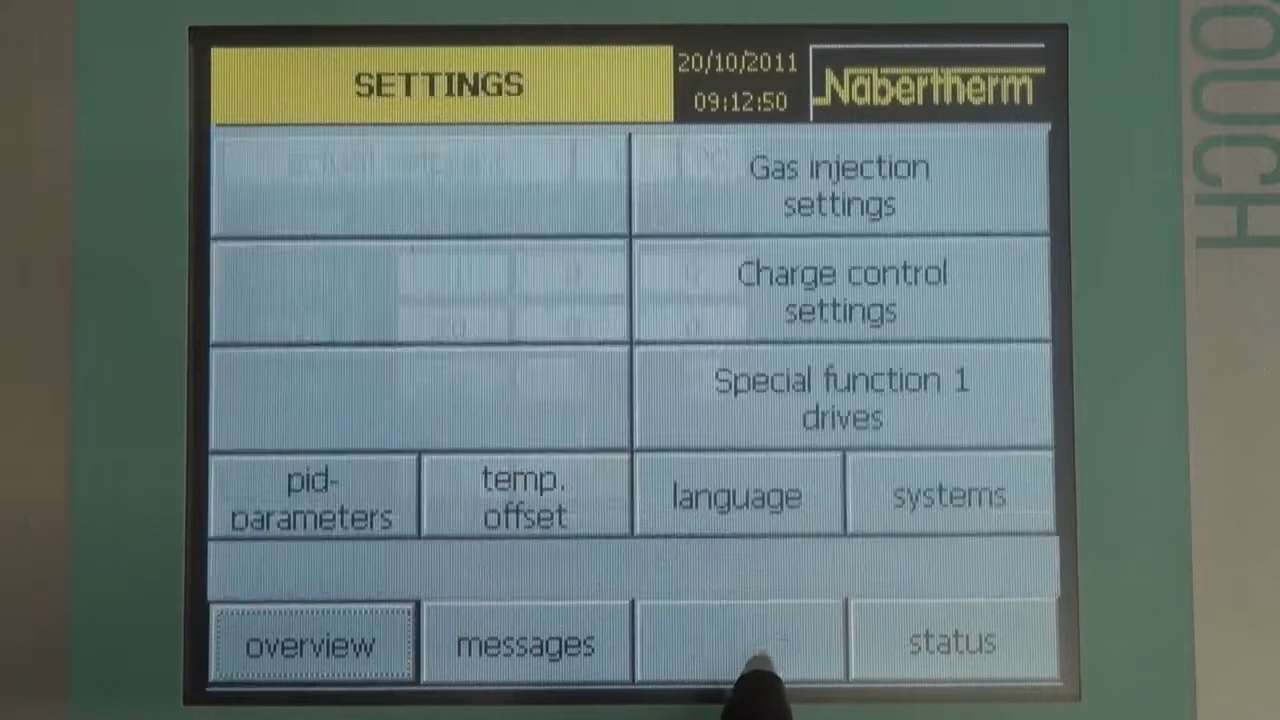 SETTINGS
20/10/2011
09:12:50
Nabertherm
Gas injection
settings
Charge control
settings
Special function 1
drives
pid-
parameters
temp.
offset
language
systems
overview
messages
status
OUCH